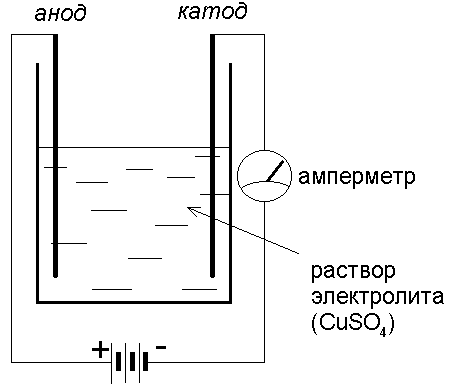 анод
катод
амперметр
раствор
электролита
(CuSO₄)
+ -